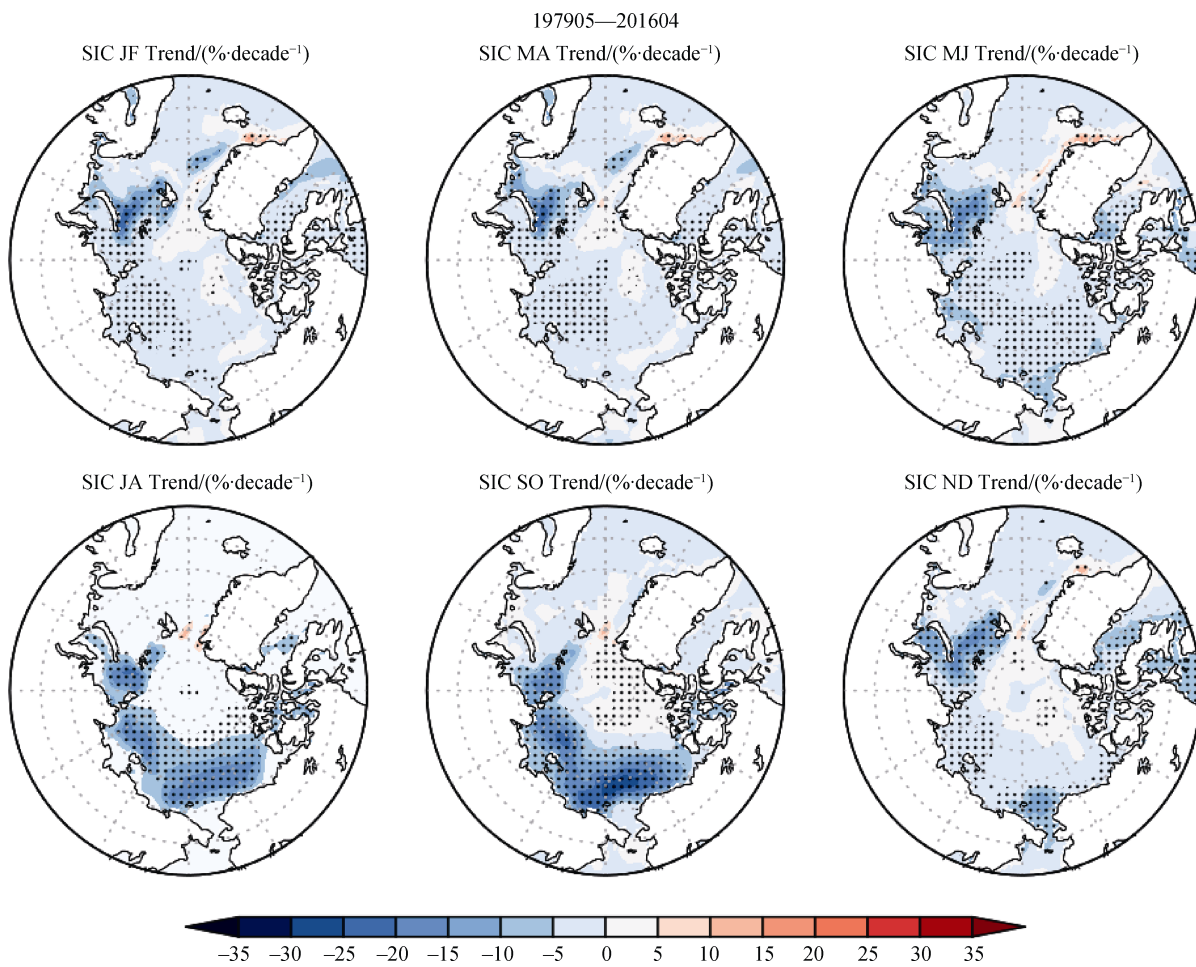 197905—201604
SIC JF Trend/(%·decade⁻¹) SIC MA Trend/(%·decade⁻¹) SIC MJ Trend/(%·decade⁻¹)
SIC JA Trend/(%·decade⁻¹) SIC SO Trend/(%·decade⁻¹) SIC ND Trend/(%·decade⁻¹)
–35 –30 –25 –20 –15 –10 –5 0 5 10 15 20 25 30 35